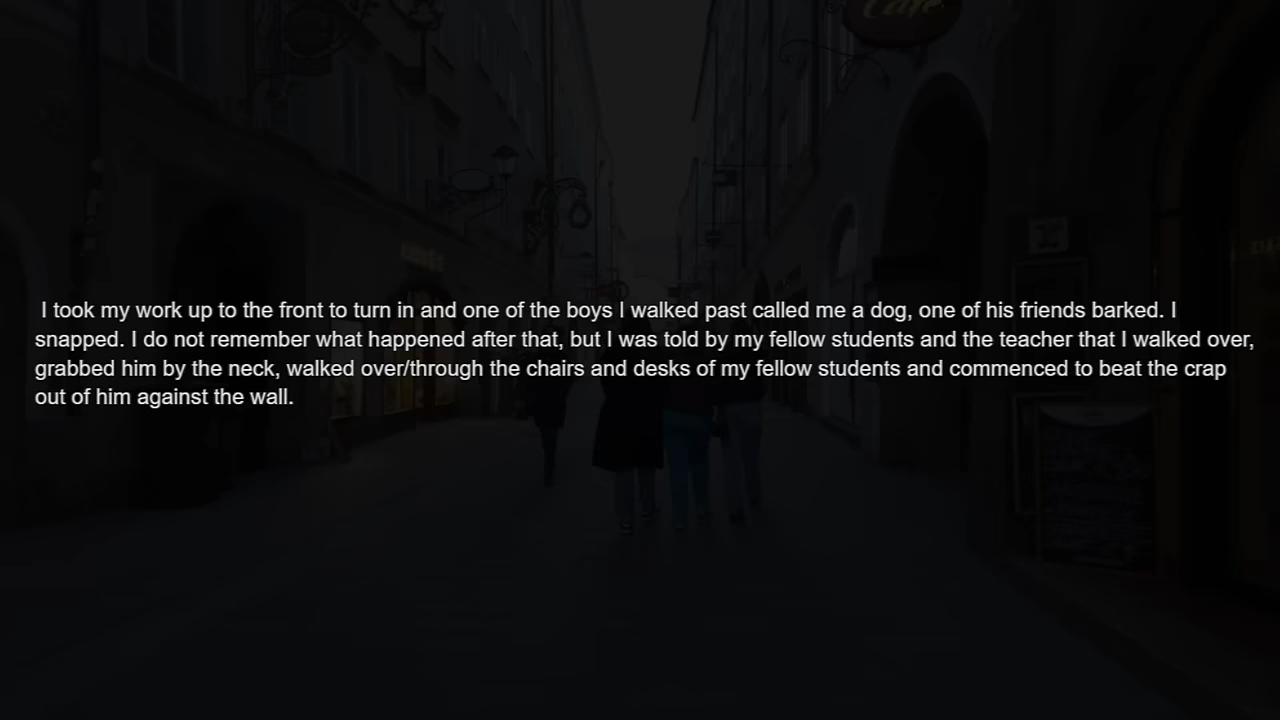 Cafe
I took my work up to the front to turn in and one of the boys I walked past called me a dog, one of his friends barked. I
snapped. I do not remember what happened after that, but I was told by my fellow students and the teacher that I walked over,
grabbed him by the neck, walked over/through the chairs and desks of my fellow students and commenced to beat the crap
out of him against the wall.